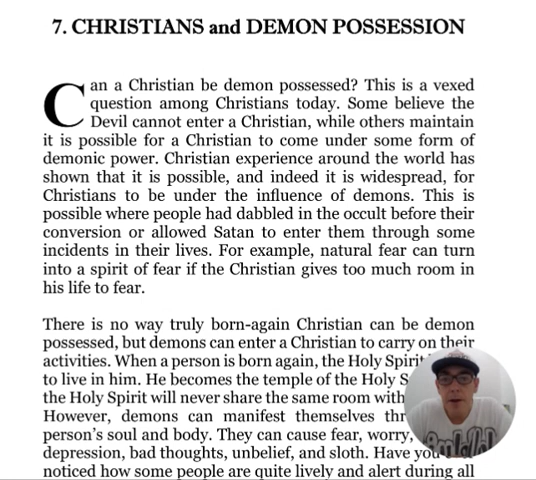 7. CHRISTIANS and DEMON POSSESSION
Can a Christian be demon possessed? This is a vexed
question among Christians today. Some believe the
Devil cannot enter a Christian, while others maintain
it is possible for a Christian to come under some form of
demonic power. Christian experience around the world has
shown that it is possible, and indeed it is widespread, for
Christians to be under the influence of demons. This is
possible where people had dabbled in the occult before their
conversion or allowed Satan to enter them through some
incidents in their lives. For example, natural fear can turn
into a spirit of fear if the Christian gives too much room in
his life to fear.
There is no way truly born-again Christian can be demon
possessed, but demons can enter a Christian to carry on their
activities. When a person is born again, the Holy Spirit
to live in him. He becomes the temple of the Holy S
the Holy Spirit will never share the same room with
However, demons can manifest themselves thr
person's soul and body. They can cause fear, worry,
depression, bad thoughts, unbelief, and sloth. Have you
noticed how some people are quite lively and alert during all